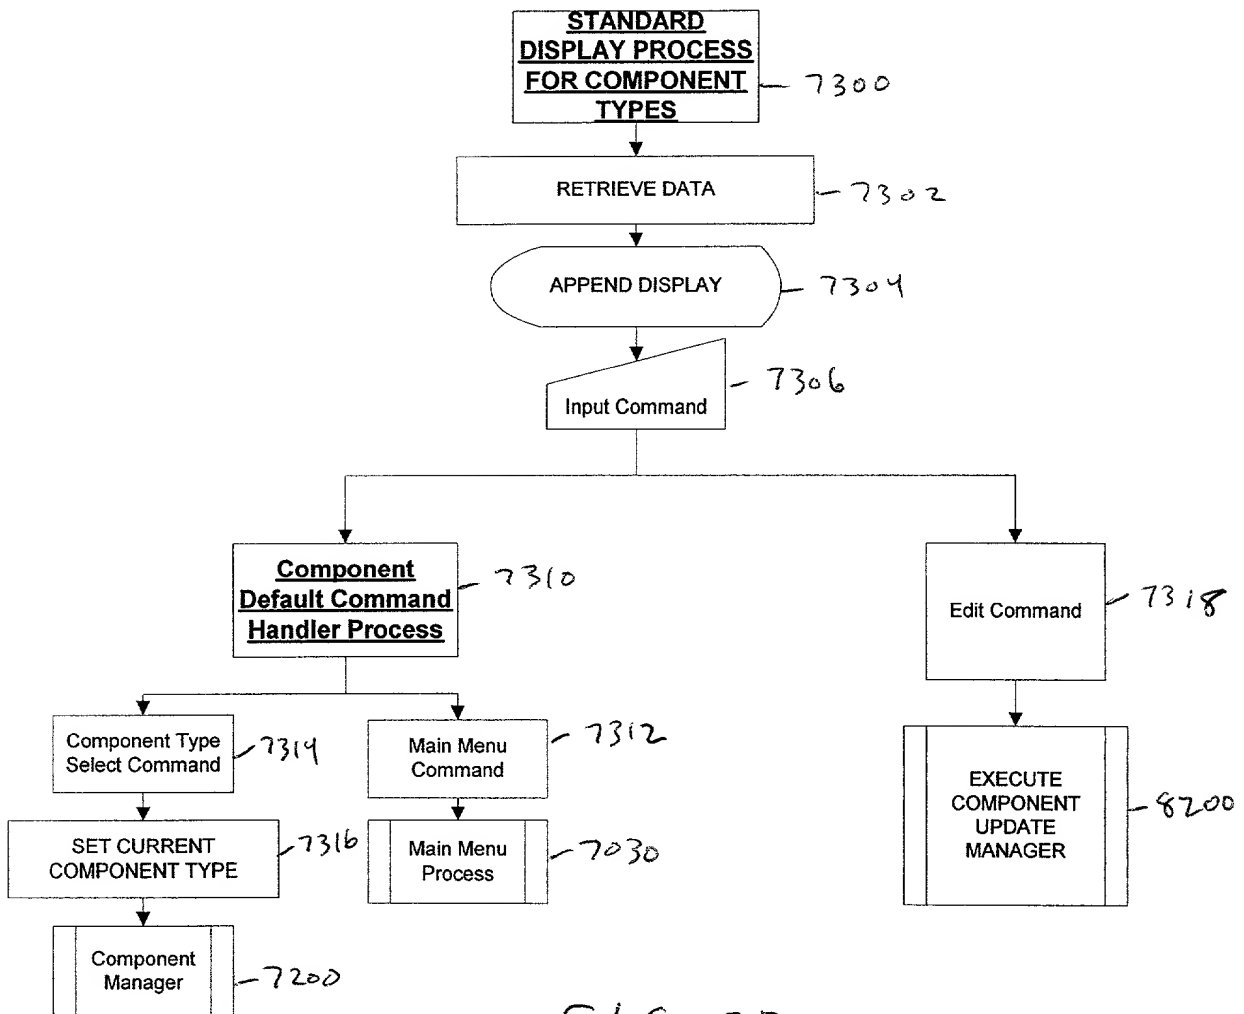 STANDARD
DISPLAY PROCESS
FOR COMPONENT
TYPES
7300
RETRIEVE DATA
7302
APPEND DISPLAY
7304
Input Command
7306
Component
Default Command
Handler Process
7310
Edit Command
7318
Component Type
Select Command
7314
Main Menu
Command
7312
EXECUTE
COMPONENT
UPDATE
MANAGER
8200
SET CURRENT
COMPONENT TYPE
7316
Main Menu
Process
7030
Component
Manager
7200